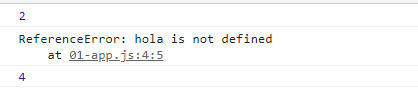 2
ReferenceError: hola is not defined
    at 01-app.js:4:5
4